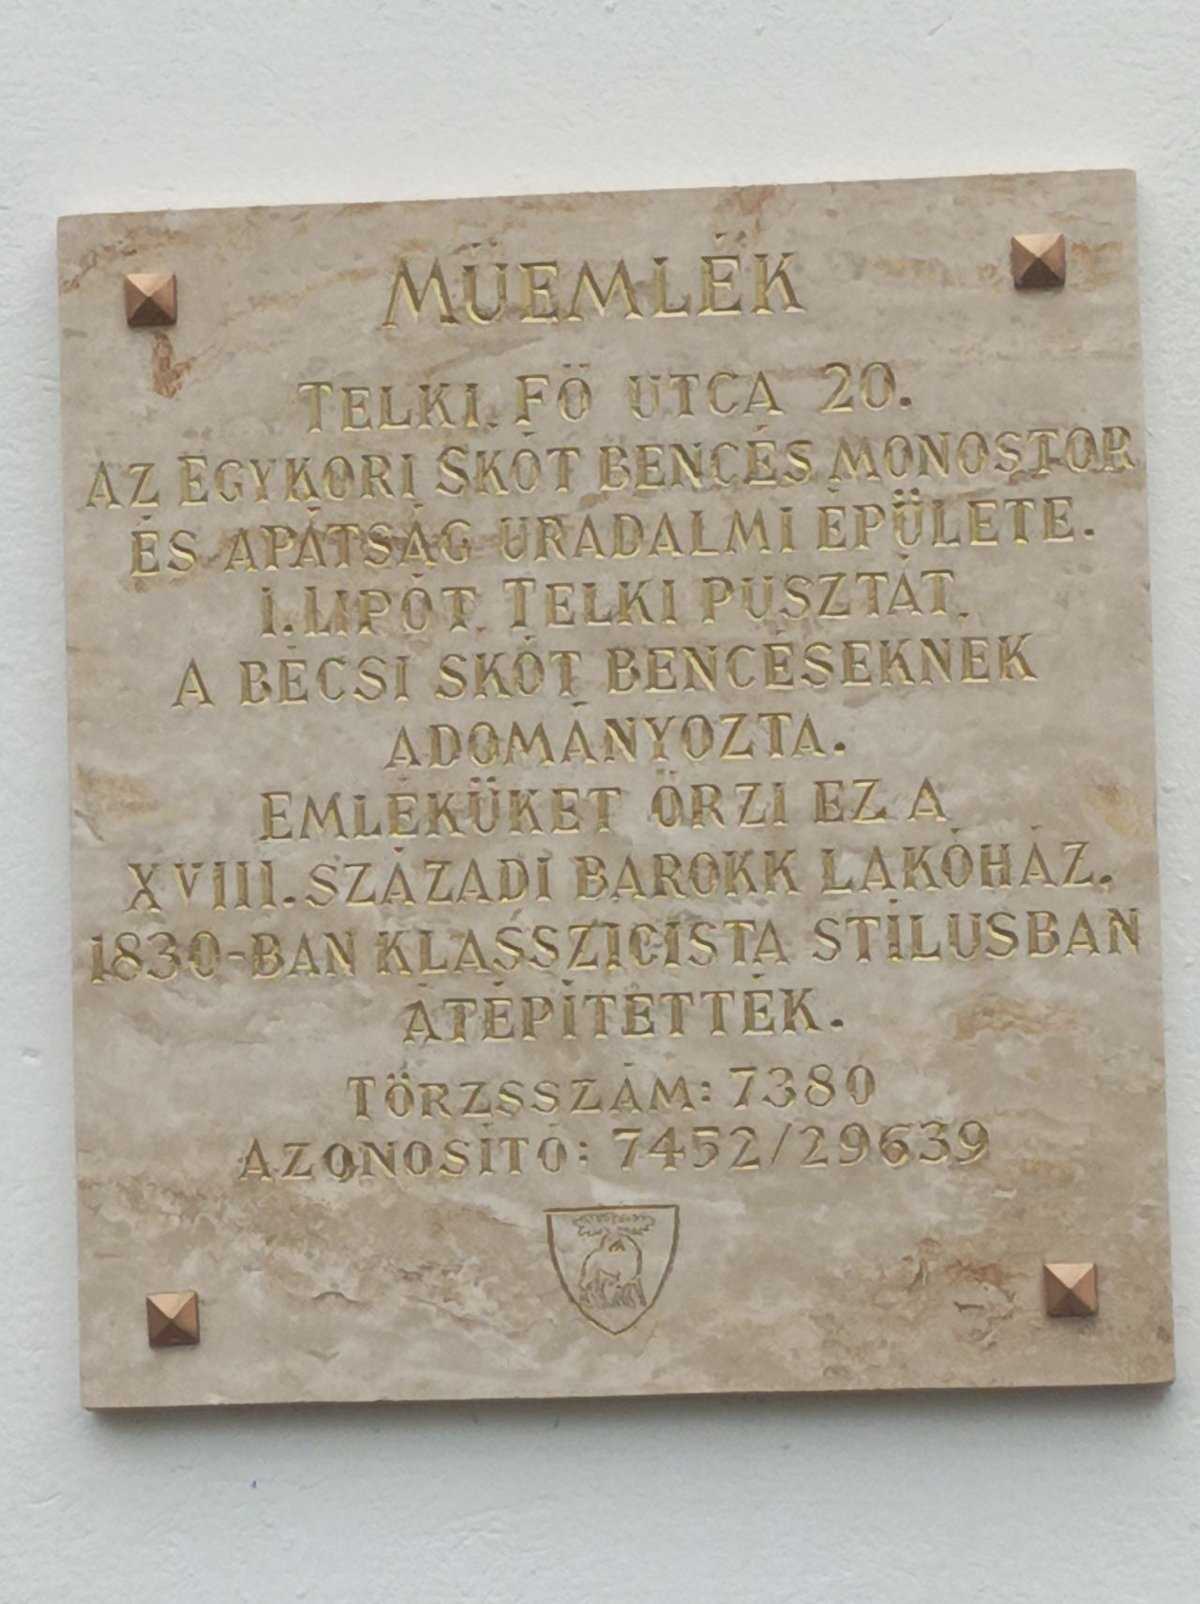 MŰEMLÉK
TELKI, FŐ UTCA 20.
AZ EGYKORI SKÓT BENCÉS MONOSTOR
ÉS APÁTSÁG URADALMI ÉPÜLETE.
I. LIPÓT TELKI PUSZTÁT
A BÉCSI SKÓT BENCÉSEKNEK
ADOMÁNYOZTA.
EMLÉKÜKET ŐRZI EZ A
XVIII. SZÁZADI BAROKK LAKÓHÁZ.
1830-BAN KLASSZICISTA STÍLUSBAN
ÁTÉPÍTETTÉK.
TÖRZSSZÁM: 7380
AZONOSÍTÓ: 7452/29639